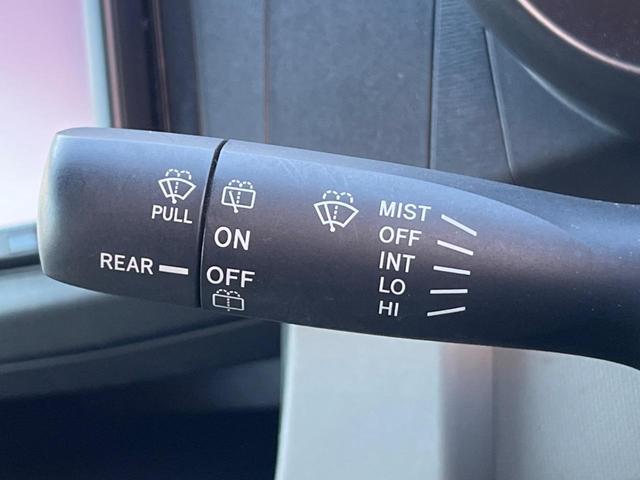 PULL
REAR
ON
OFF
MIST
OFF
INT
LO
HI